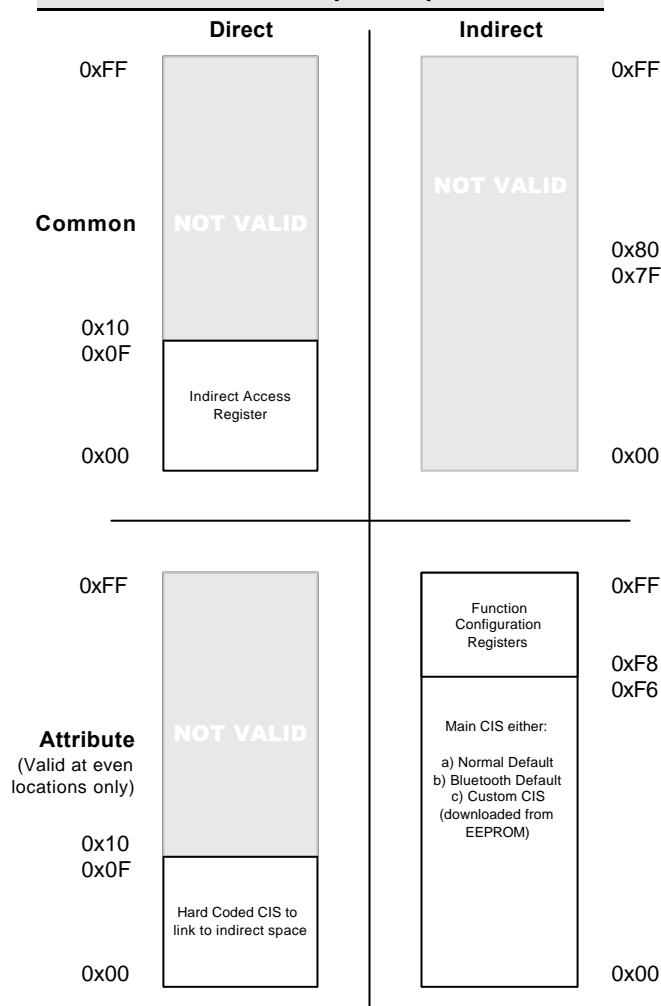 Direct
Indirect
0xFF
0xFF
NOT VALID
NOT VALID
Common
0x80
0x7F
0x10
0x0F
Indirect Access
Register
0x00
0x00
0xFF
0xFF
Function
Configuration
Registers
0xF8
0xF6
NOT VALID
Main CIS either:
Attribute
(Valid at even
locations only)
a) Normal Default
b) Bluetooth Default
c) Custom CIS
(downloaded from
EEPROM)
0x10
0x0F
Hard Coded CIS to
link to indirect space
0x00
0x00